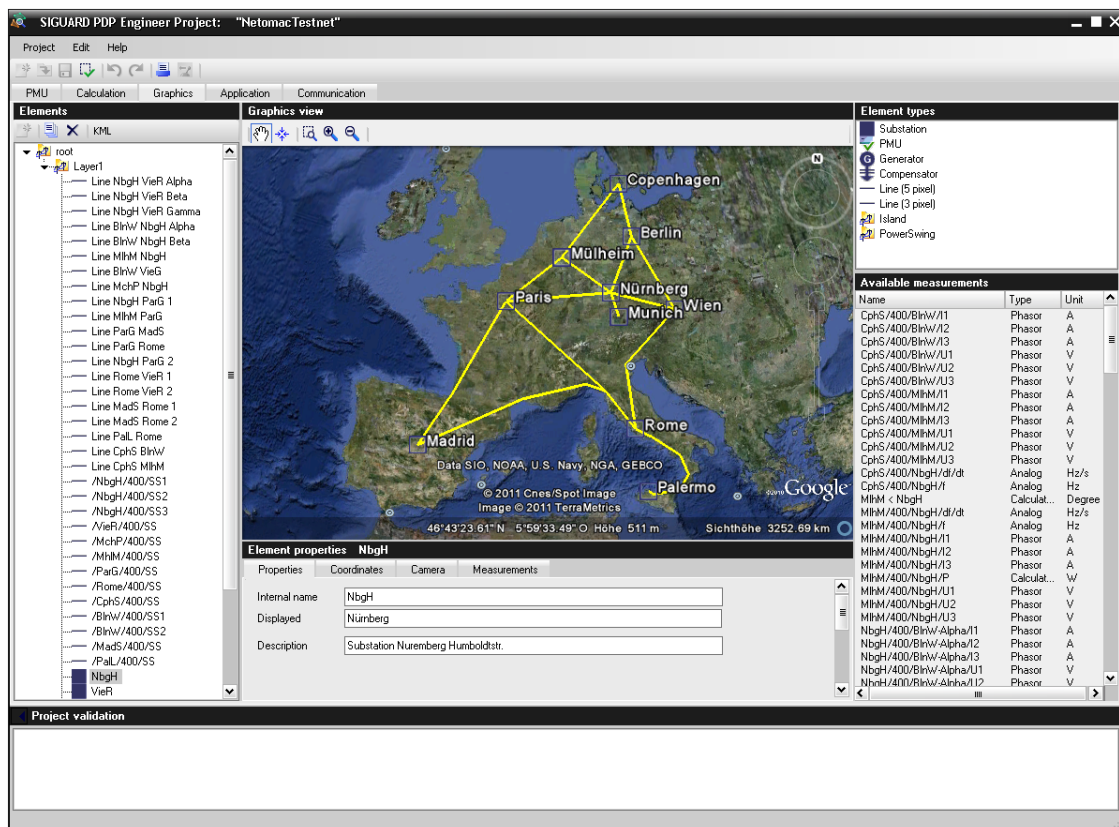 SIGUARD PDP Engineer Project: "NetomacTestnet"
Project Edit Help
PMU Calculation Graphics Application Communication
Elements
KML
root
Layer1
Line NbgH VieR Alpha
Line NbgH VieR Beta
Line NbgH VieR Gamma
Line BlnW NbgH Alpha
Line BlnW NbgH Beta
Line MlhM NbgH
Line BlnW VieG
Line MchP NbgH
Line NbgH ParG 1
Line MlhM ParG
Line ParG MadS
Line ParG Rome
Line NbgH ParG 2
Line Rome VieR 1
Line Rome VieR 2
Line MadS Rome 1
Line MadS Rome 2
Line PalL Rome
Line CphS BlnW
Line CphS MlhM
/NbgH/400/SS1
/NbgH/400/SS2
/NbgH/400/SS3
/VieR/400/SS
/MchP/400/SS
/MhlM/400/SS
/ParG/400/SS
/Rome/400/SS
/CphS/400/SS
/BlnW/400/SS1
/BlnW/400/SS2
/MadS/400/SS
/PalL/400/SS
NbgH
VieR
Graphics view
N
Copenhagen
Berlin
Mülheim
Nürnberg
Paris
Wien
Munich
Rome
Madrid
Palermo
Data SIO, NOAA, U.S. Navy, NGA, GEBCO
© 2011 Cnes/Spot Image
Image © 2011 TerraMetrics
©2010 Google
46°43'23.61" N 5°59'33.49" O Höhe 511 m Sichthöhe 3252.69 km
Element properties NbgH
Properties Coordinates Camera Measurements
Internal name NbgH
Displayed Nürnberg
Description Substation Nuremberg Humboldtstr.
Element types
Substation
PMU
G Generator
Compensator
Line (5 pixel)
Line (3 pixel)
Island
PowerSwing
Available measurements
Name Type Unit
CphS/400/BlnW/I1 Phasor A
CphS/400/BlnW/I2 Phasor A
CphS/400/BlnW/I3 Phasor A
CphS/400/BlnW/U1 Phasor V
CphS/400/BlnW/U2 Phasor V
CphS/400/BlnW/U3 Phasor V
CphS/400/MlhM/I1 Phasor A
CphS/400/MlhM/I2 Phasor A
CphS/400/MlhM/I3 Phasor A
CphS/400/MlhM/U1 Phasor V
CphS/400/MlhM/U2 Phasor V
CphS/400/MlhM/U3 Phasor V
CphS/400/NbgH/df/dt Analog Hz/s
CphS/400/NbgH/f Analog Hz
MlhM < NbgH Calculat... Degree
MlhM/400/NbgH/df/dt Analog Hz/s
MlhM/400/NbgH/f Analog Hz
MlhM/400/NbgH/I1 Phasor A
MlhM/400/NbgH/I2 Phasor A
MlhM/400/NbgH/I3 Phasor A
MlhM/400/NbgH/P Calculat... W
MlhM/400/NbgH/U1 Phasor V
MlhM/400/NbgH/U2 Phasor V
MlhM/400/NbgH/U3 Phasor V
NbgH/400/BlnW-Alpha/I1 Phasor A
NbgH/400/BlnW-Alpha/I2 Phasor A
NbgH/400/BlnW-Alpha/I3 Phasor A
NbgH/400/BlnW-Alpha/U1 Phasor V
NbgH/400/BlnW-Alpha/U2 Phasor V
Project validation